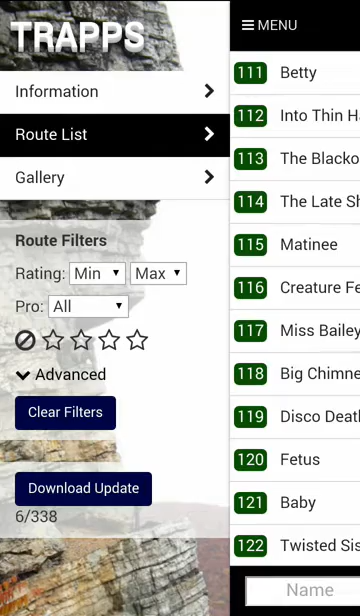 TRAPPS
Information
Route List
Gallery
Route Filters
Rating: Min Max
Pro: All
Advanced
Clear Filters
Download Update
6/338
MENU
111 Betty
112 Into Thin Ha
113 The Blacko
114 The Late Sh
115 Matinee
116 Creature Fe
117 Miss Bailey
118 Big Chimne
119 Disco Death
120 Fetus
121 Baby
122 Twisted Sis
Name